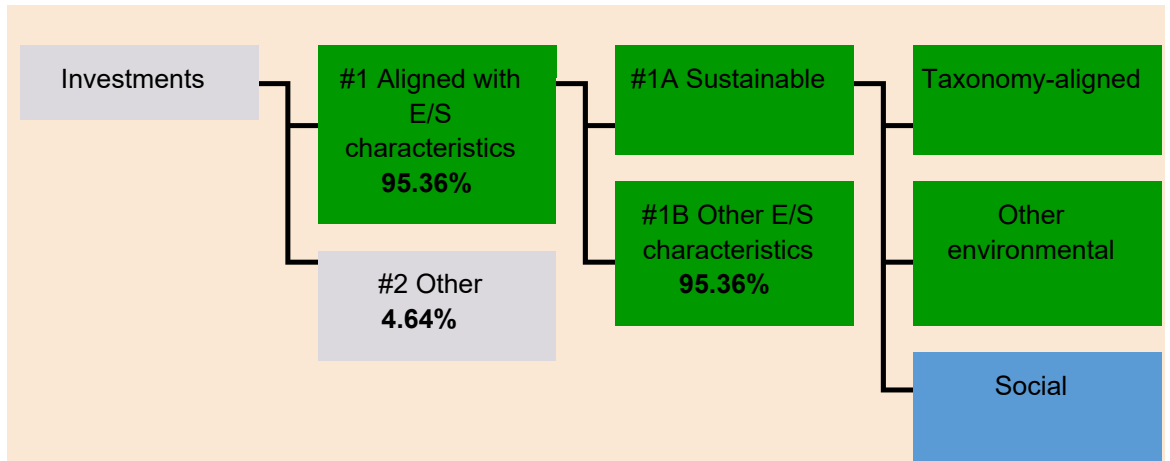 Investments
#1 Aligned with
E/S
characteristics
95.36%
#2 Other
4.64%
#1A Sustainable
#1B Other E/S
characteristics
95.36%
Taxonomy-aligned
Other
environmental
Social